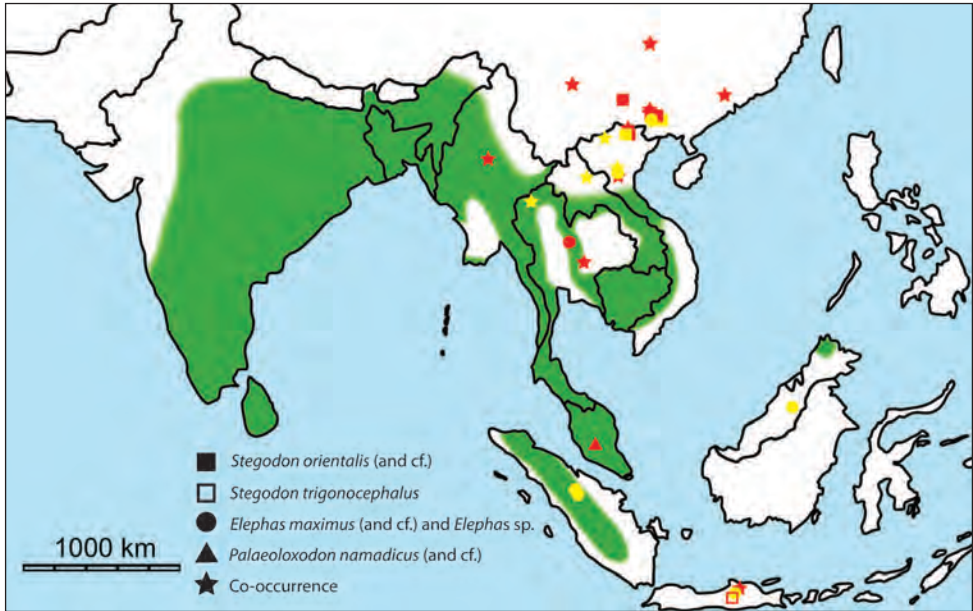 Stegodon orientalis (and cf.)
Stegodon trigonocephalus
Elephas maximus (and cf.) and Elephas sp.
Palaeoloxodon namadicus (and cf.)
1000 km
Co-occurrence